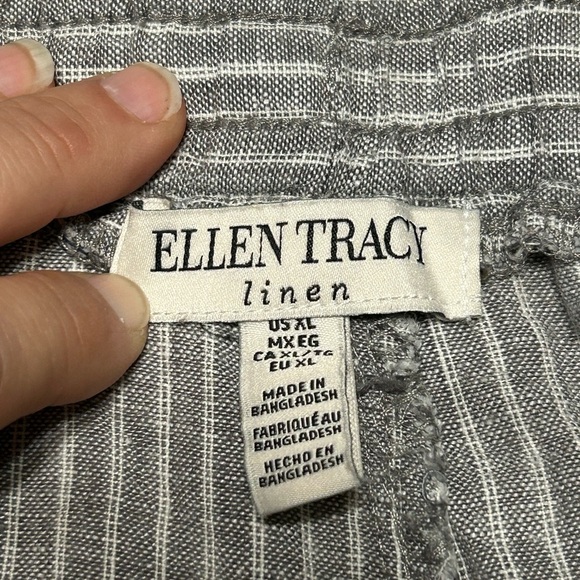 ELLEN TRACY
linen
US XL
MX EG
CA XL/TG
EU XL
MADE IN
BANGLADESH
FABRIQUÉ AU
BANGLADESH
HECHO EN
BANGLADESH